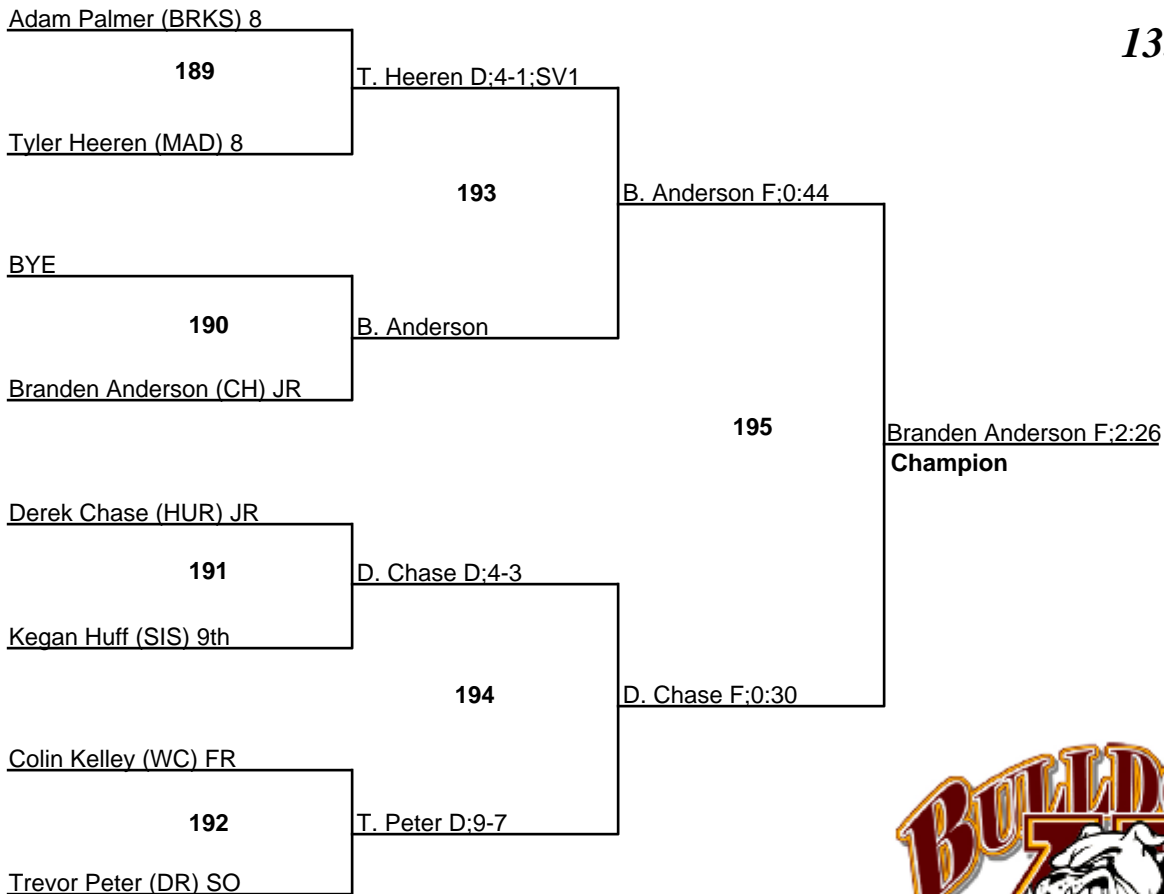 Adam Palmer (BRKS) 8
13
189
T. Heeren D;4-1;SV1
Tyler Heeren (MAD) 8
193
B. Anderson F;0:44
BYE
190
B. Anderson
Branden Anderson (CH) JR
195
Branden Anderson F;2:26
Champion
Derek Chase (HUR) JR
191
D. Chase D;4-3
Kegan Huff (SIS) 9th
194
D. Chase F;0:30
Colin Kelley (WC) FR
192
T. Peter D;9-7
Trevor Peter (DR) SO